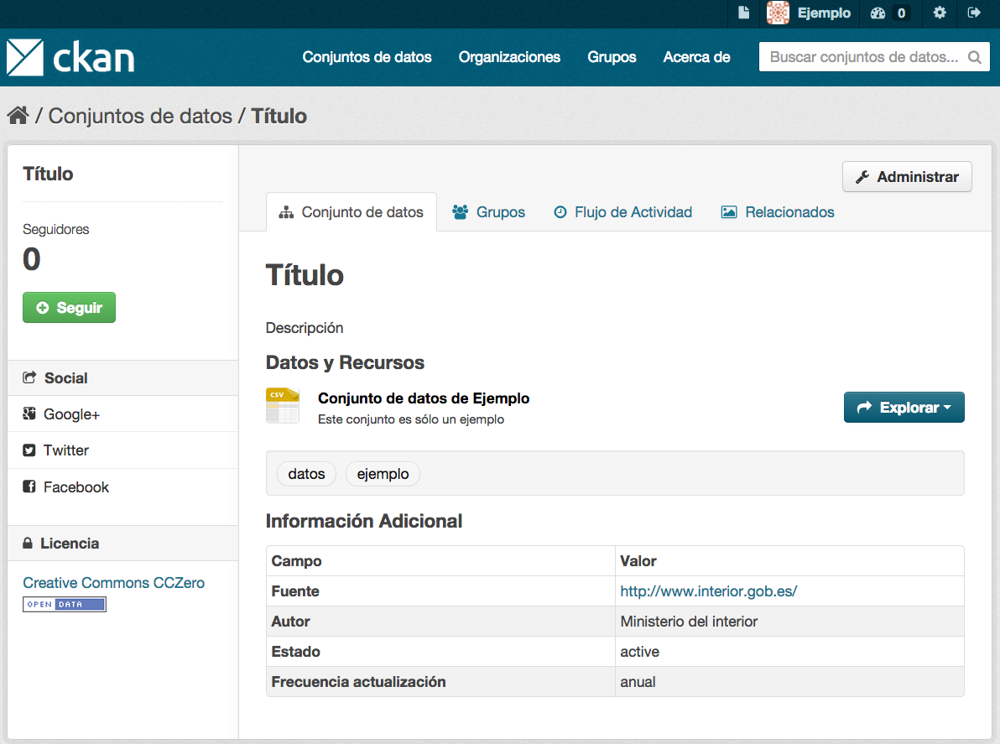 Ejemplo 0
ckan
Conjuntos de datos Organizaciones Grupos Acerca de Buscar conjuntos de datos...
/ Conjuntos de datos / Título
Título
Seguidores
0
Seguir
Social
Google+
Twitter
Facebook
Licencia
Creative Commons CCZero
OPEN DATA
Administrar
Conjunto de datos Grupos Flujo de Actividad Relacionados
Título
Descripción
Datos y Recursos
CSV
Conjunto de datos de Ejemplo
Este conjunto es sólo un ejemplo
Explorar
datos ejemplo
Información Adicional
Campo Valor
Fuente http://www.interior.gob.es/
Autor Ministerio del interior
Estado active
Frecuencia actualización anual